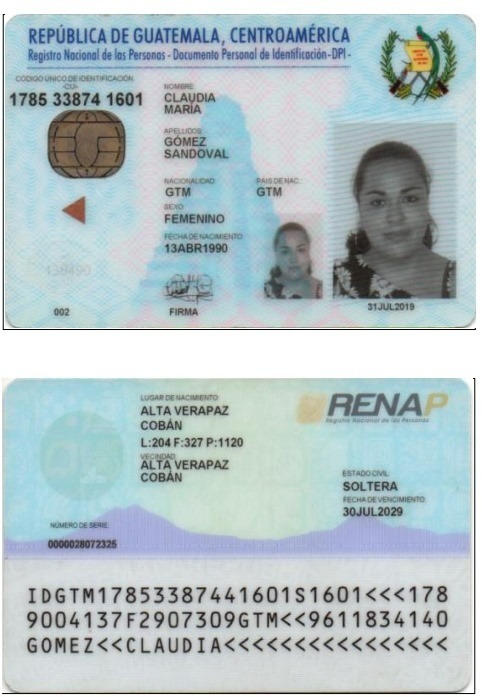 REPÚBLICA DE GUATEMALA, CENTROAMÉRICA
Registro Nacional de las Personas - Documento Personal de Identificación -DPI-
CODIGO ÚNICO DE IDENTIFICACIÓN
-CUI-
1785 33874 1601
NOMBRE
CLAUDIA
MARÍA
APELLIDOS
GÓMEZ
SANDOVAL
NACIONALIDAD
GTM
PAIS DE NAC.
GTM
SEXO
FEMENINO
FECHA DE NACIMIENTO
13ABR1990
138490
002
FIRMA
31JUL2019
LUGAR DE NACIMIENTO:
ALTA VERAPAZ
COBÁN
L:204 F:327 P:1120
VECINDAD
ALTA VERAPAZ
COBÁN
RENAP
Registro Nacional de las Personas
ESTADO CIVIL:
SOLTERA
FECHA DE VENCIMIENTO:
30JUL2029
NÚMERO DE SERIE:
0000028072325
IDGTM17853387441601S1601<<<178
9004137F2907309GTM<<9611834140
GOMEZ<<CLAUDIA<<<<<<<<<<<<<<<<